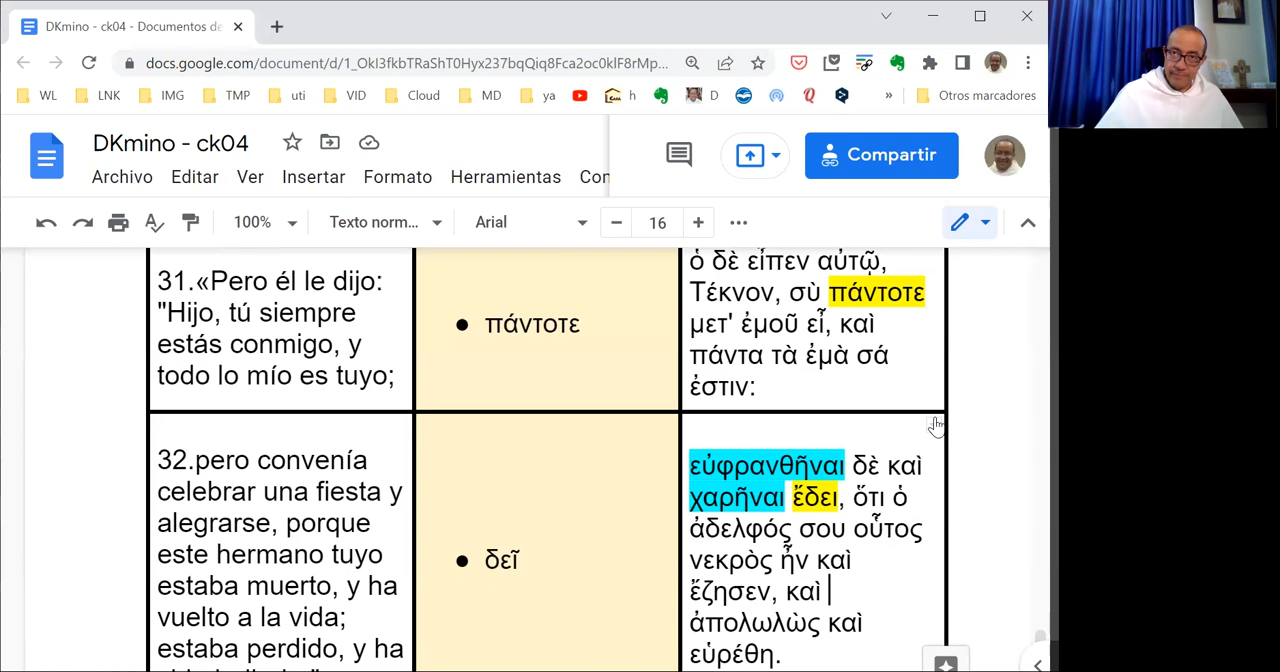 DKmino - ck04 - Documentos de
docs.google.com/document/d/1_OkI3fkbTRaShT0Hyx237bqQiq8Fca2oc0kIF8rMp...
WL LNK IMG TMP uti VID Cloud MD ya h D » Otros marcadores
DKmino - ck04
Compartir
Archivo Editar Ver Insertar Formato Herramientas
100% Texto norm... Arial 16
31.«Pero él le dijo:
"Hijo, tú siempre
estás conmigo, y
todo lo mío es tuyo;
πάντοτε
ὁ δὲ εἶπεν αὐτῷ,
Τέκνον, σὺ πάντοτε
μετ' ἐμοῦ εἶ, καὶ
πάντα τὰ ἐμὰ σά
ἐστιν:
32.pero convenía
celebrar una fiesta y
alegrarse, porque
este hermano tuyo
estaba muerto, y ha
vuelto a la vida;
estaba perdido, y ha
δεῖ
εὐφρανθῆναι δὲ καὶ
χαρῆναι ἔδει, ὅτι ὁ
ἀδελφός σου οὗτος
νεκρὸς ἦν καὶ
ἔζησεν, καὶ
ἀπολωλὼς καὶ
εὑρέθη.